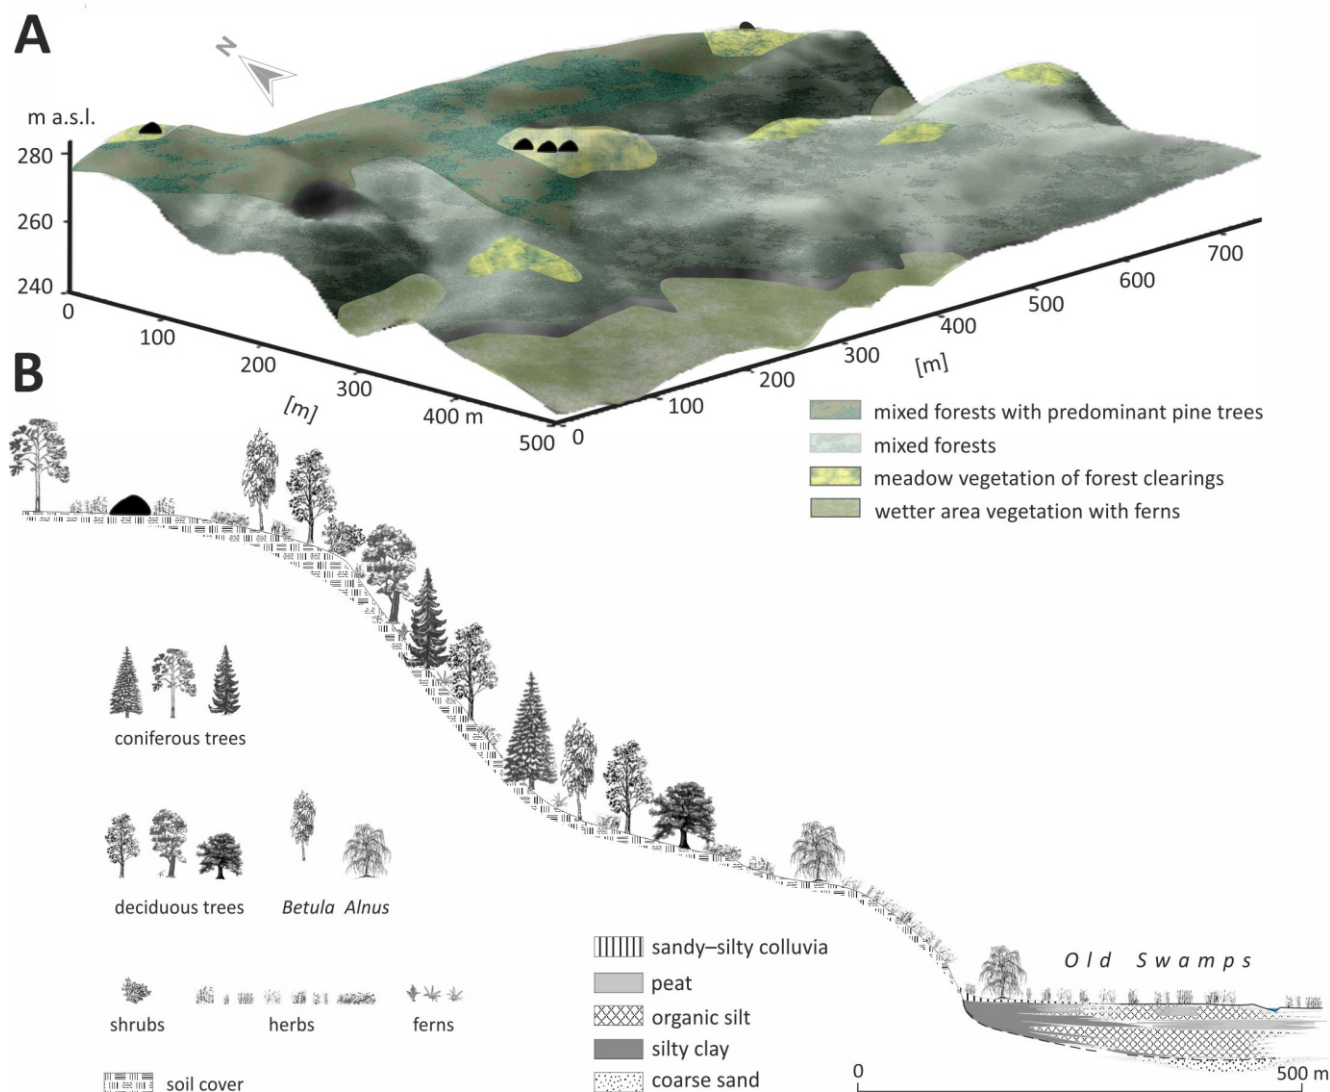 A
N
m a.s.l.
280
260
240
0
100
200
300
400 m
500
[m]
0
100
200
300
400
500
600
700
[m]
mixed forests with predominant pine trees
mixed forests
meadow vegetation of forest clearings
wetter area vegetation with ferns
B
coniferous trees
deciduous trees
Betula Alnus
shrubs
herbs
ferns
soil cover
sandy–silty colluvia
peat
organic silt
silty clay
coarse sand
Old Swamps
0
500 m